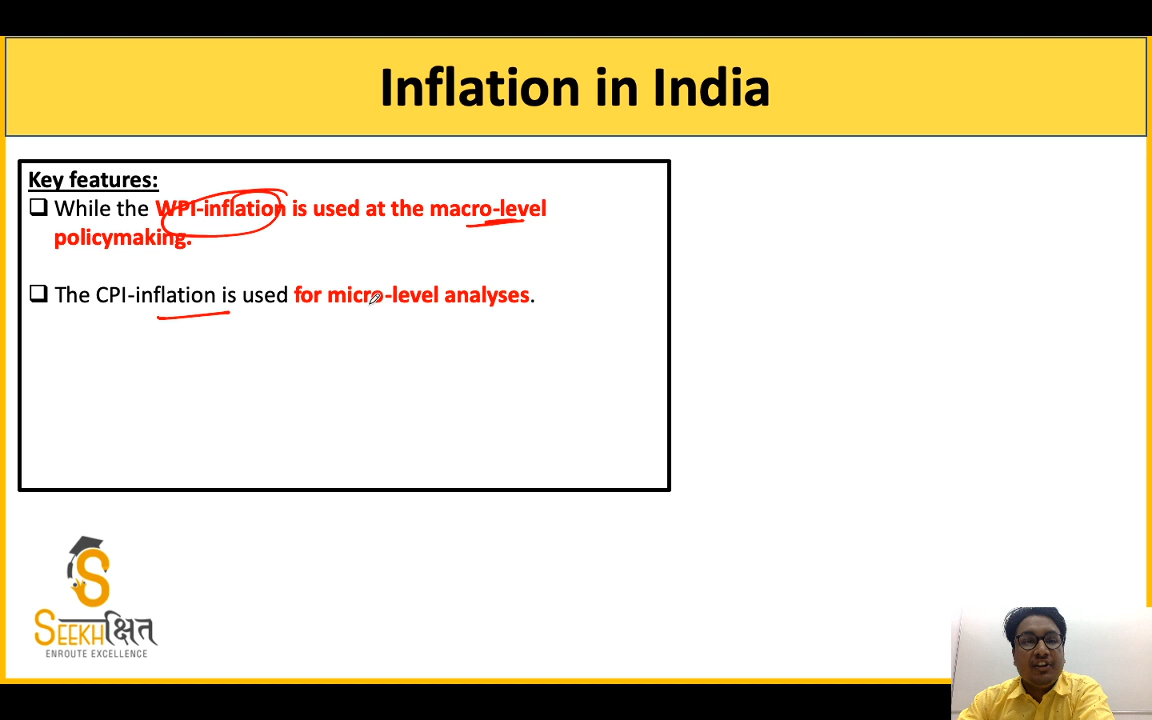 Inflation in India
Key features:
While the WPI-inflation is used at the macro-level
policymaking.
The CPI-inflation is used for micro-level analyses.
SEEKHक्षित
ENROUTE EXCELLENCE